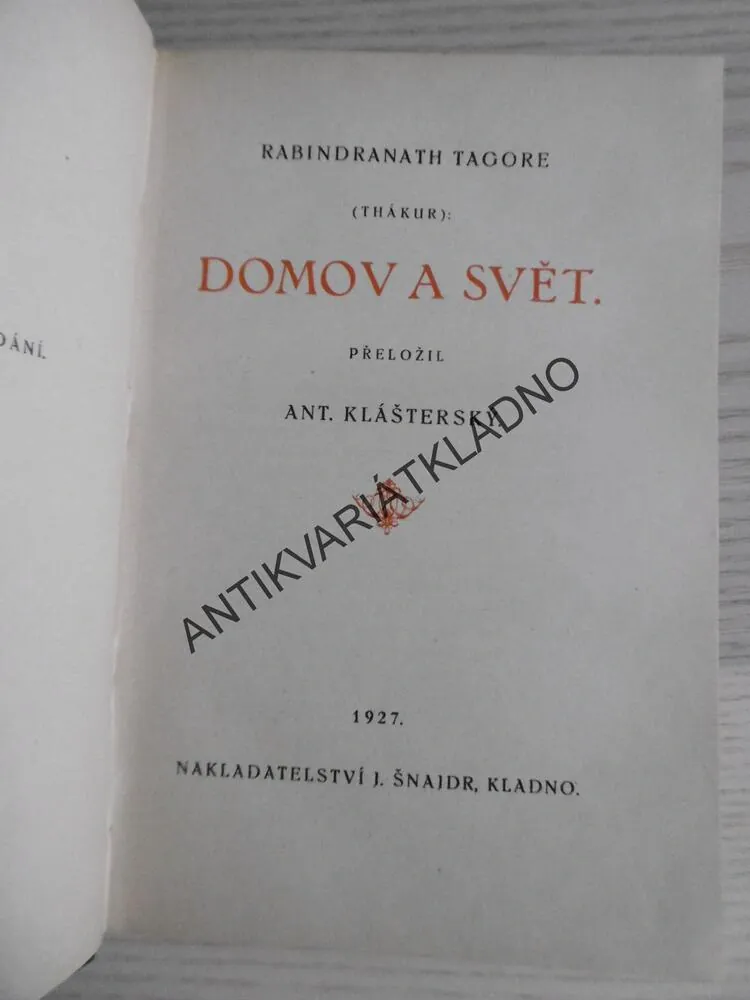 DÁNÍ.
RABINDRANATH TAGORE
(THÁKUR):
DOMOV A SVĚT.
PŘELOŽIL
ANT. KLÁŠTERSKÝ.
ANTIKVARIÁTKLADNO
1927.
NAKLADATELSTVÍ J. ŠNAJDR, KLADNO.